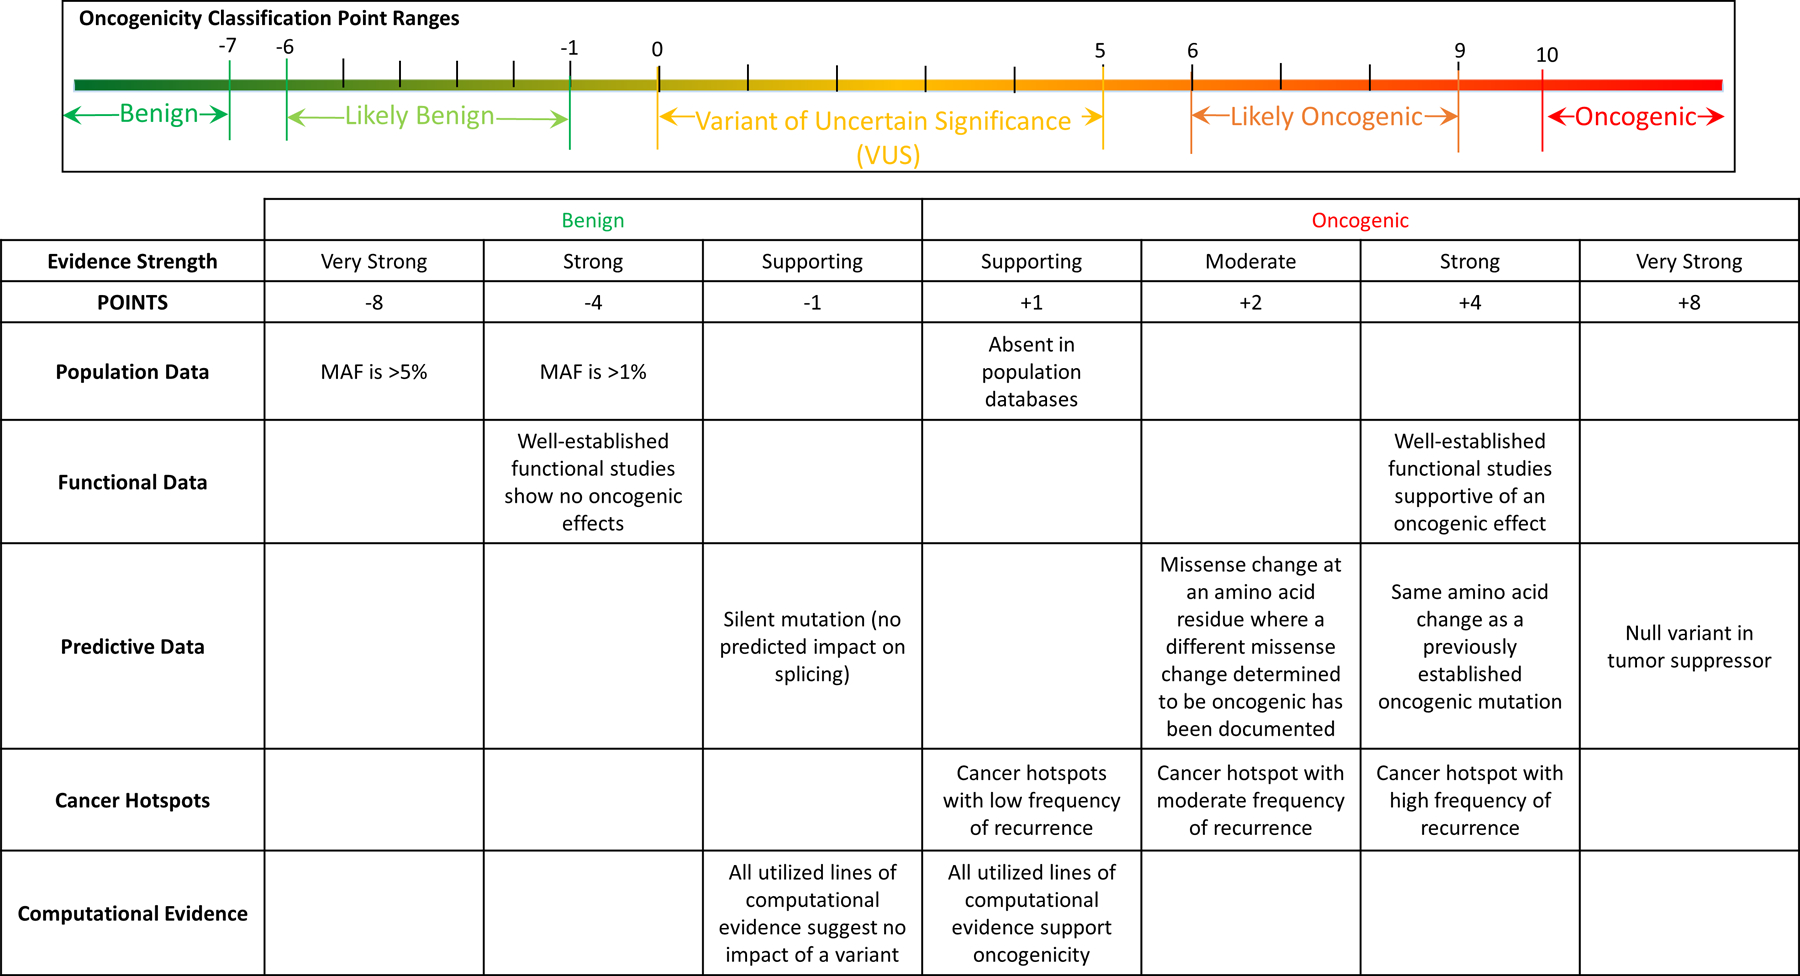 Oncogenicity Classification Point Ranges
-7 -6 -1 0 5 6 9 10
Benign Likely Benign Variant of Uncertain Significance Likely Oncogenic Oncogenic
(VUS)
Benign Oncogenic
Evidence Strength Very Strong Strong Supporting Supporting Moderate Strong Very Strong
POINTS -8 -4 -1 +1 +2 +4 +8
Population Data
MAF is >5%
MAF is >1%
Absent in
population
databases
Functional Data
Well-established
functional studies
show no oncogenic
effects
Well-established
functional studies
supportive of an
oncogenic effect
Predictive Data
Silent mutation (no
predicted impact on
splicing)
Missense change at
an amino acid
residue where a
different missense
change determined
to be oncogenic has
been documented
Same amino acid
change as a
previously
established
oncogenic mutation
Null variant in
tumor suppressor
Cancer Hotspots
Cancer hotspots
with low frequency
of recurrence
Cancer hotspot with
moderate frequency
of recurrence
Cancer hotspot with
high frequency of
recurrence
Computational Evidence
All utilized lines of
computational
evidence suggest no
impact of a variant
All utilized lines of
computational
evidence support
oncogenicity